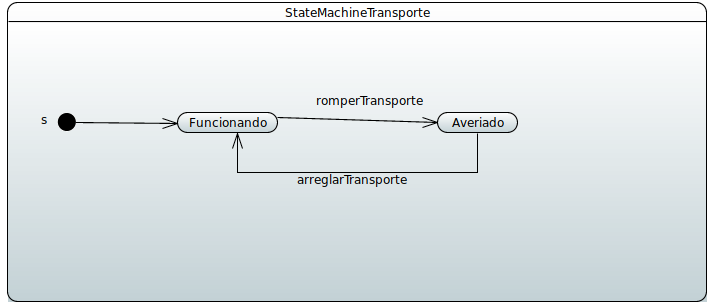 StateMachineTransporte
romperTransporte
s
Funcionando
Averiado
arreglarTransporte